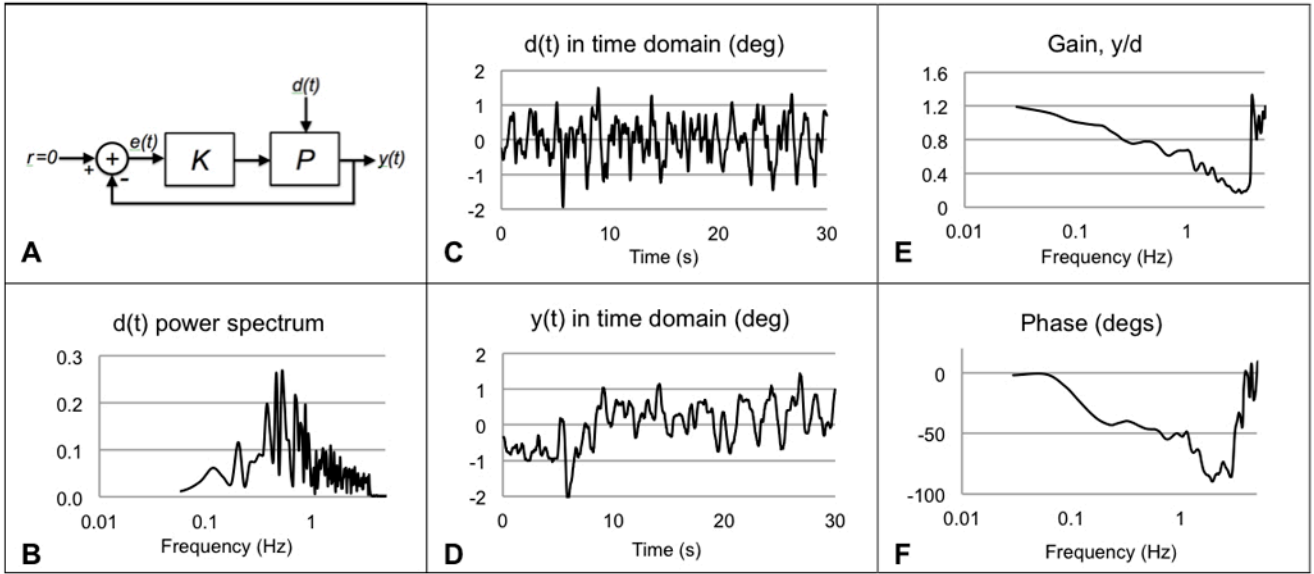 d(t)
r=0
+
e(t)
K
P
y(t)
+
-
A
d(t) in time domain (deg)
2
1
0
-1
-2
0
10
20
30
Time (s)
C
Gain, y/d
1.6
1.2
0.8
0.4
0
0.01
0.1
1
Frequency (Hz)
E
d(t) power spectrum
0.3
0.2
0.1
0.0
0.01
0.1
1
Frequency (Hz)
B
y(t) in time domain (deg)
2
1
0
-1
-2
0
10
20
30
Time (s)
D
Phase (degs)
0
-50
-100
0.01
0.1
1
Frequency (Hz)
F